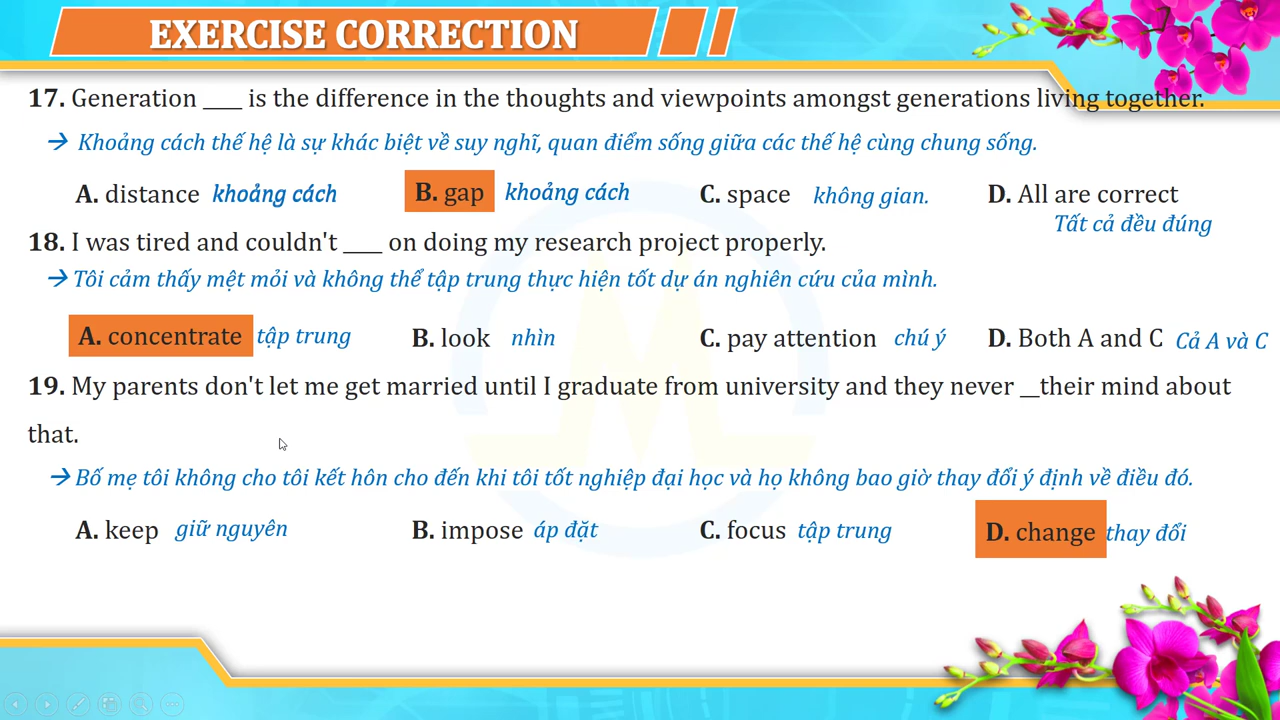 EXERCISE CORRECTION
17. Generation ____ is the difference in the thoughts and viewpoints amongst generations living together.
→ Khoảng cách thế hệ là sự khác biệt về suy nghĩ, quan điểm sống giữa các thế hệ cùng chung sống.
A. distance khoảng cách B. gap khoảng cách C. space không gian. D. All are correct
Tất cả đều đúng
18. I was tired and couldn't ____ on doing my research project properly.
→ Tôi cảm thấy mệt mỏi và không thể tập trung thực hiện tốt dự án nghiên cứu của mình.
A. concentrate tập trung B. look nhìn C. pay attention chú ý D. Both A and C Cả A và C
19. My parents don't let me get married until I graduate from university and they never __their mind about
that.
→ Bố mẹ tôi không cho tôi kết hôn cho đến khi tôi tốt nghiệp đại học và họ không bao giờ thay đổi ý định về điều đó.
A. keep giữ nguyên B. impose áp đặt C. focus tập trung D. change thay đổi